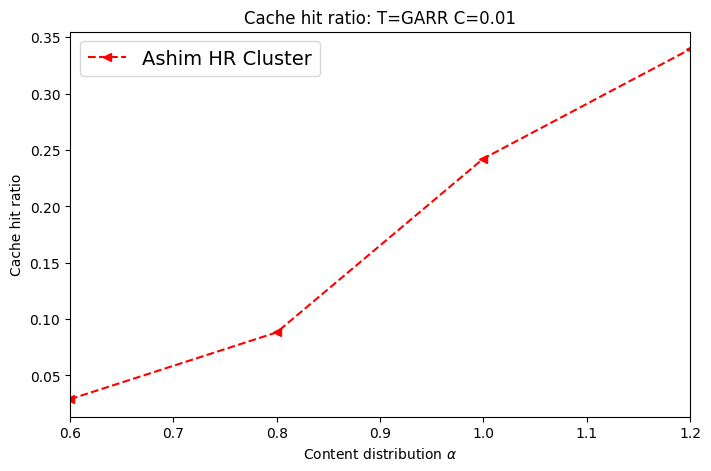 Cache hit ratio: T=GARR C=0.01
Ashim HR Cluster
Cache hit ratio
0.35
0.30
0.25
0.20
0.15
0.10
0.05
0.6 0.7 0.8 0.9 1.0 1.1 1.2
Content distribution α